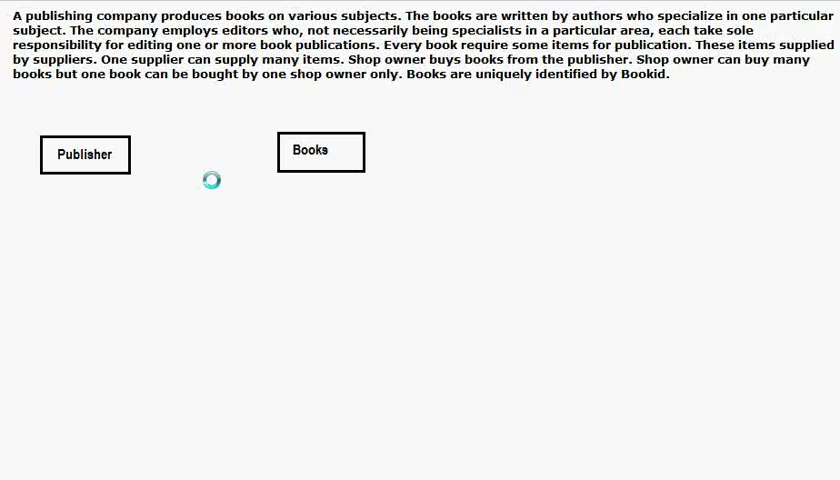 A publishing company produces books on various subjects. The books are written by authors who specialize in one particular
subject. The company employs editors who, not necessarily being specialists in a particular area, each take sole
responsibility for editing one or more book publications. Every book require some items for publication. These items supplied
by suppliers. One supplier can supply many items. Shop owner buys books from the publisher. Shop owner can buy many
books but one book can be bought by one shop owner only. Books are uniquely identified by Bookid.
Publisher
Books